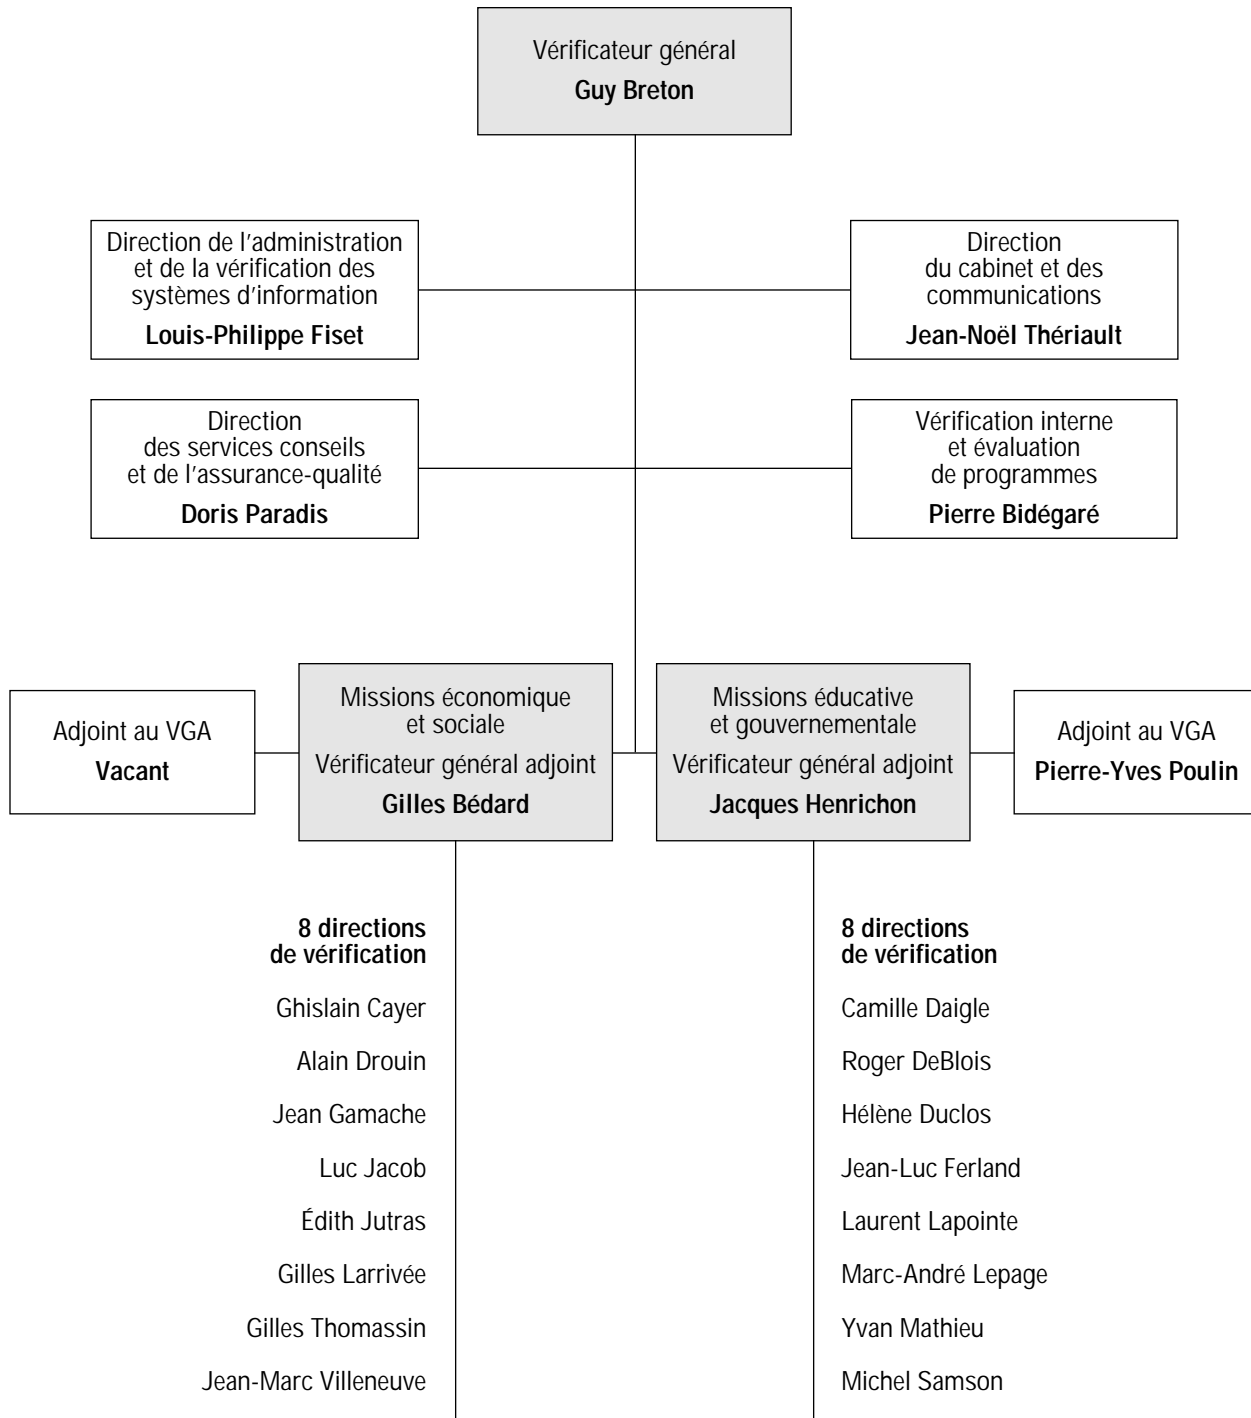 Vérificateur général
Guy Breton
Direction de l'administration
et de la vérification des
systèmes d'information
Louis-Philippe Fiset
Direction
du cabinet et des
communications
Jean-Noël Thériault
Direction
des services conseils
et de l'assurance-qualité
Doris Paradis
Vérification interne
et évaluation
de programmes
Pierre Bidégaré
Adjoint au VGA
Vacant
Missions économique
et sociale
Vérificateur général adjoint
Gilles Bédard
Missions éducative
et gouvernementale
Vérificateur général adjoint
Jacques Henrichon
Adjoint au VGA
Pierre-Yves Poulin
8 directions
de vérification
Ghislain Cayer
Alain Drouin
Jean Gamache
Luc Jacob
Édith Jutras
Gilles Larrivée
Gilles Thomassin
Jean-Marc Villeneuve
8 directions
de vérification
Camille Daigle
Roger DeBlois
Hélène Duclos
Jean-Luc Ferland
Laurent Lapointe
Marc-André Lepage
Yvan Mathieu
Michel Samson